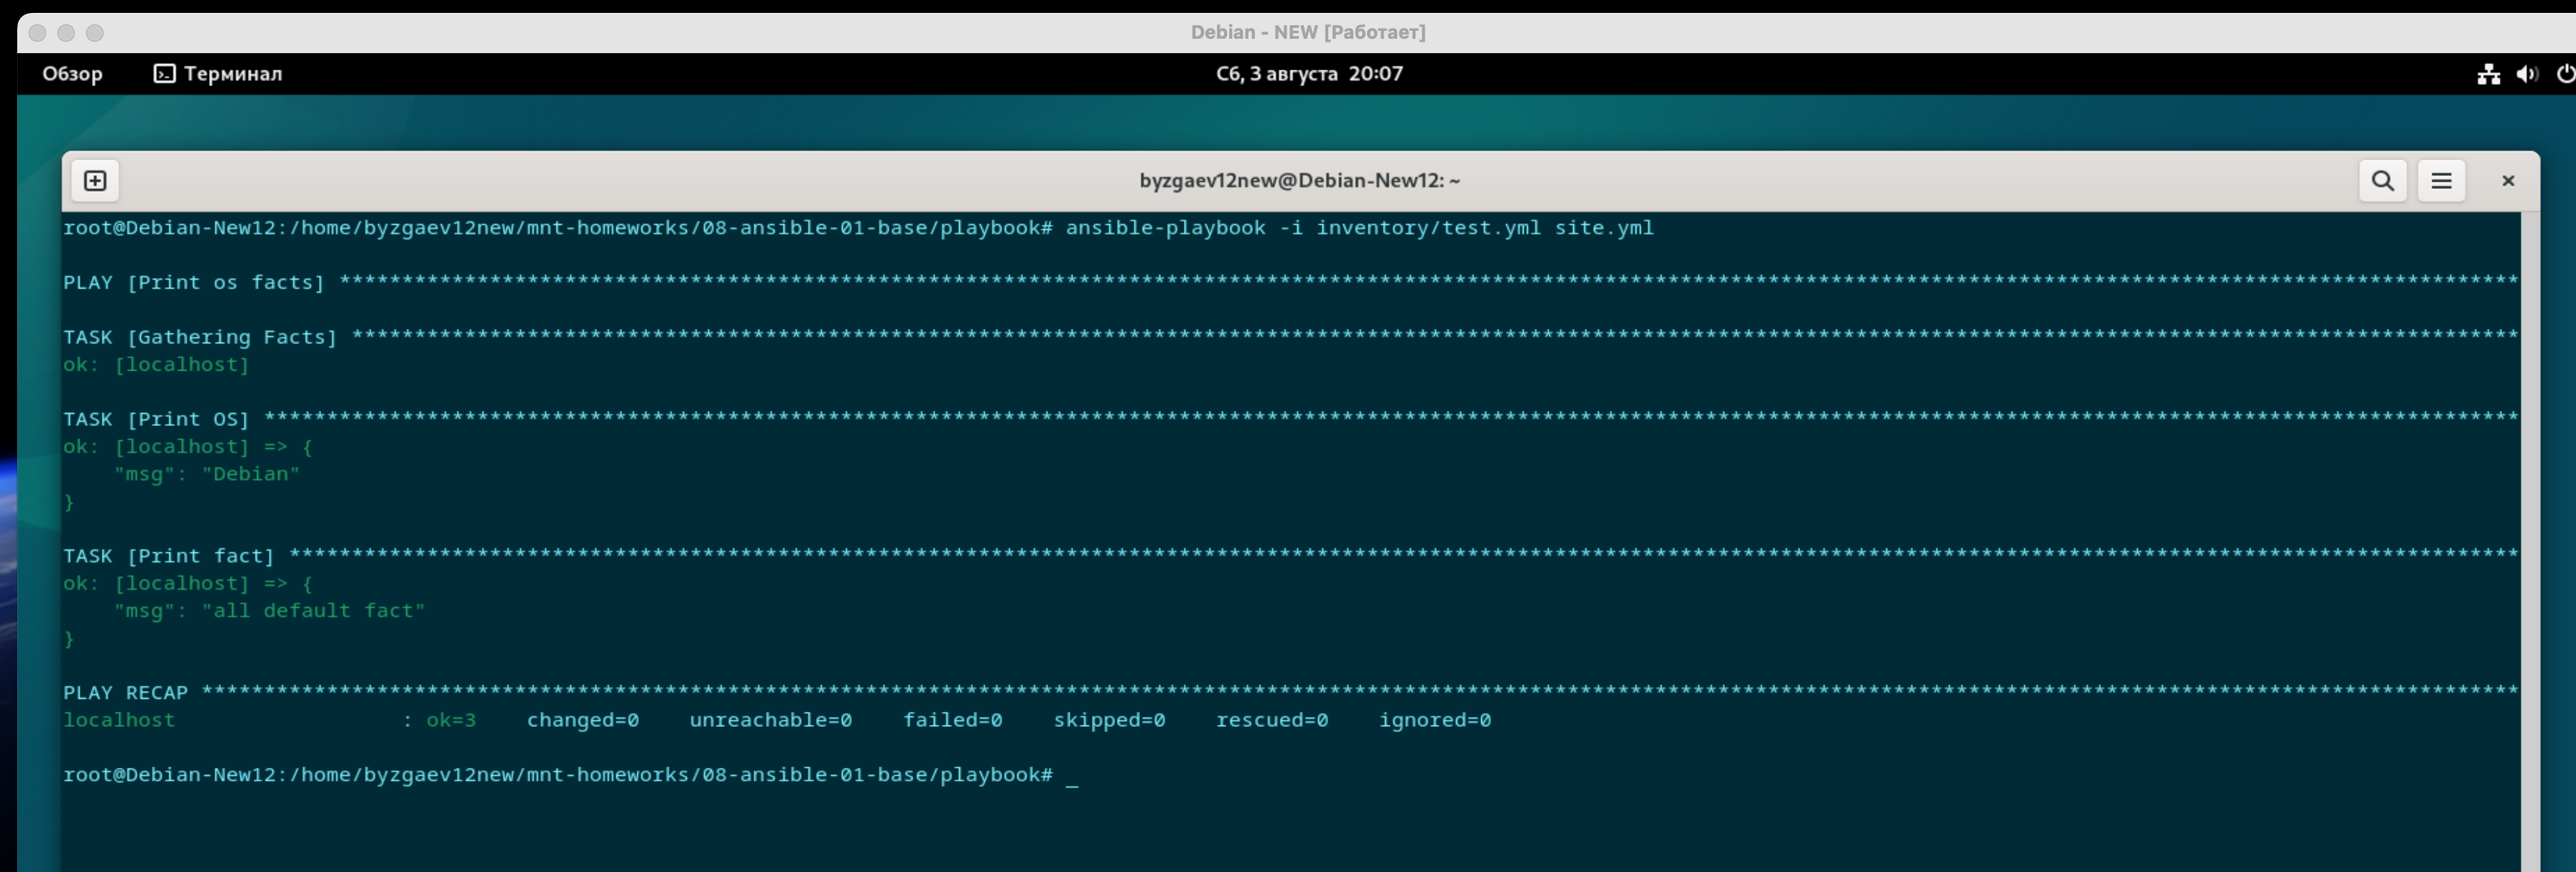 Debian - NEW [Работает]
Обзор Терминал Сб, 3 августа 20:07
byzgaev12new@Debian-New12: ~
root@Debian-New12:/home/byzgaev12new/mnt-homeworks/08-ansible-01-base/playbook# ansible-playbook -i inventory/test.yml site.yml
PLAY [Print os facts] ******************************************************************************************************************************************************************************
TASK [Gathering Facts] *****************************************************************************************************************************************************************************
ok: [localhost]
TASK [Print OS] ************************************************************************************************************************************************************************************
ok: [localhost] => {
    "msg": "Debian"
}
TASK [Print fact] **********************************************************************************************************************************************************************************
ok: [localhost] => {
    "msg": "all default fact"
}
PLAY RECAP *****************************************************************************************************************************************************************************************
localhost                  : ok=3    changed=0    unreachable=0    failed=0    skipped=0    rescued=0    ignored=0
root@Debian-New12:/home/byzgaev12new/mnt-homeworks/08-ansible-01-base/playbook# _